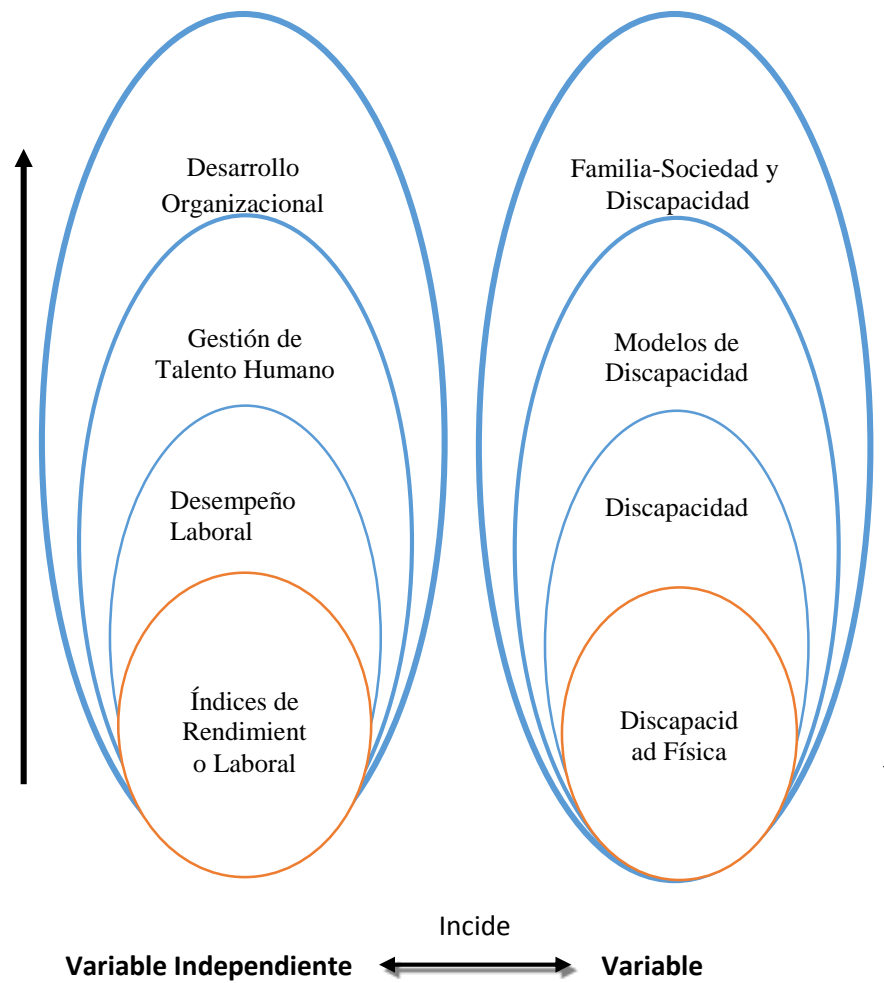 Desarrollo
Organizacional
Gestión de
Talento Humano
Desempeño
Laboral
Índices de
Rendimient
o Laboral
Familia-Sociedad y
Discapacidad
Modelos de
Discapacidad
Discapacidad
Discapacid
ad Física
Incide
Variable Independiente
Variable